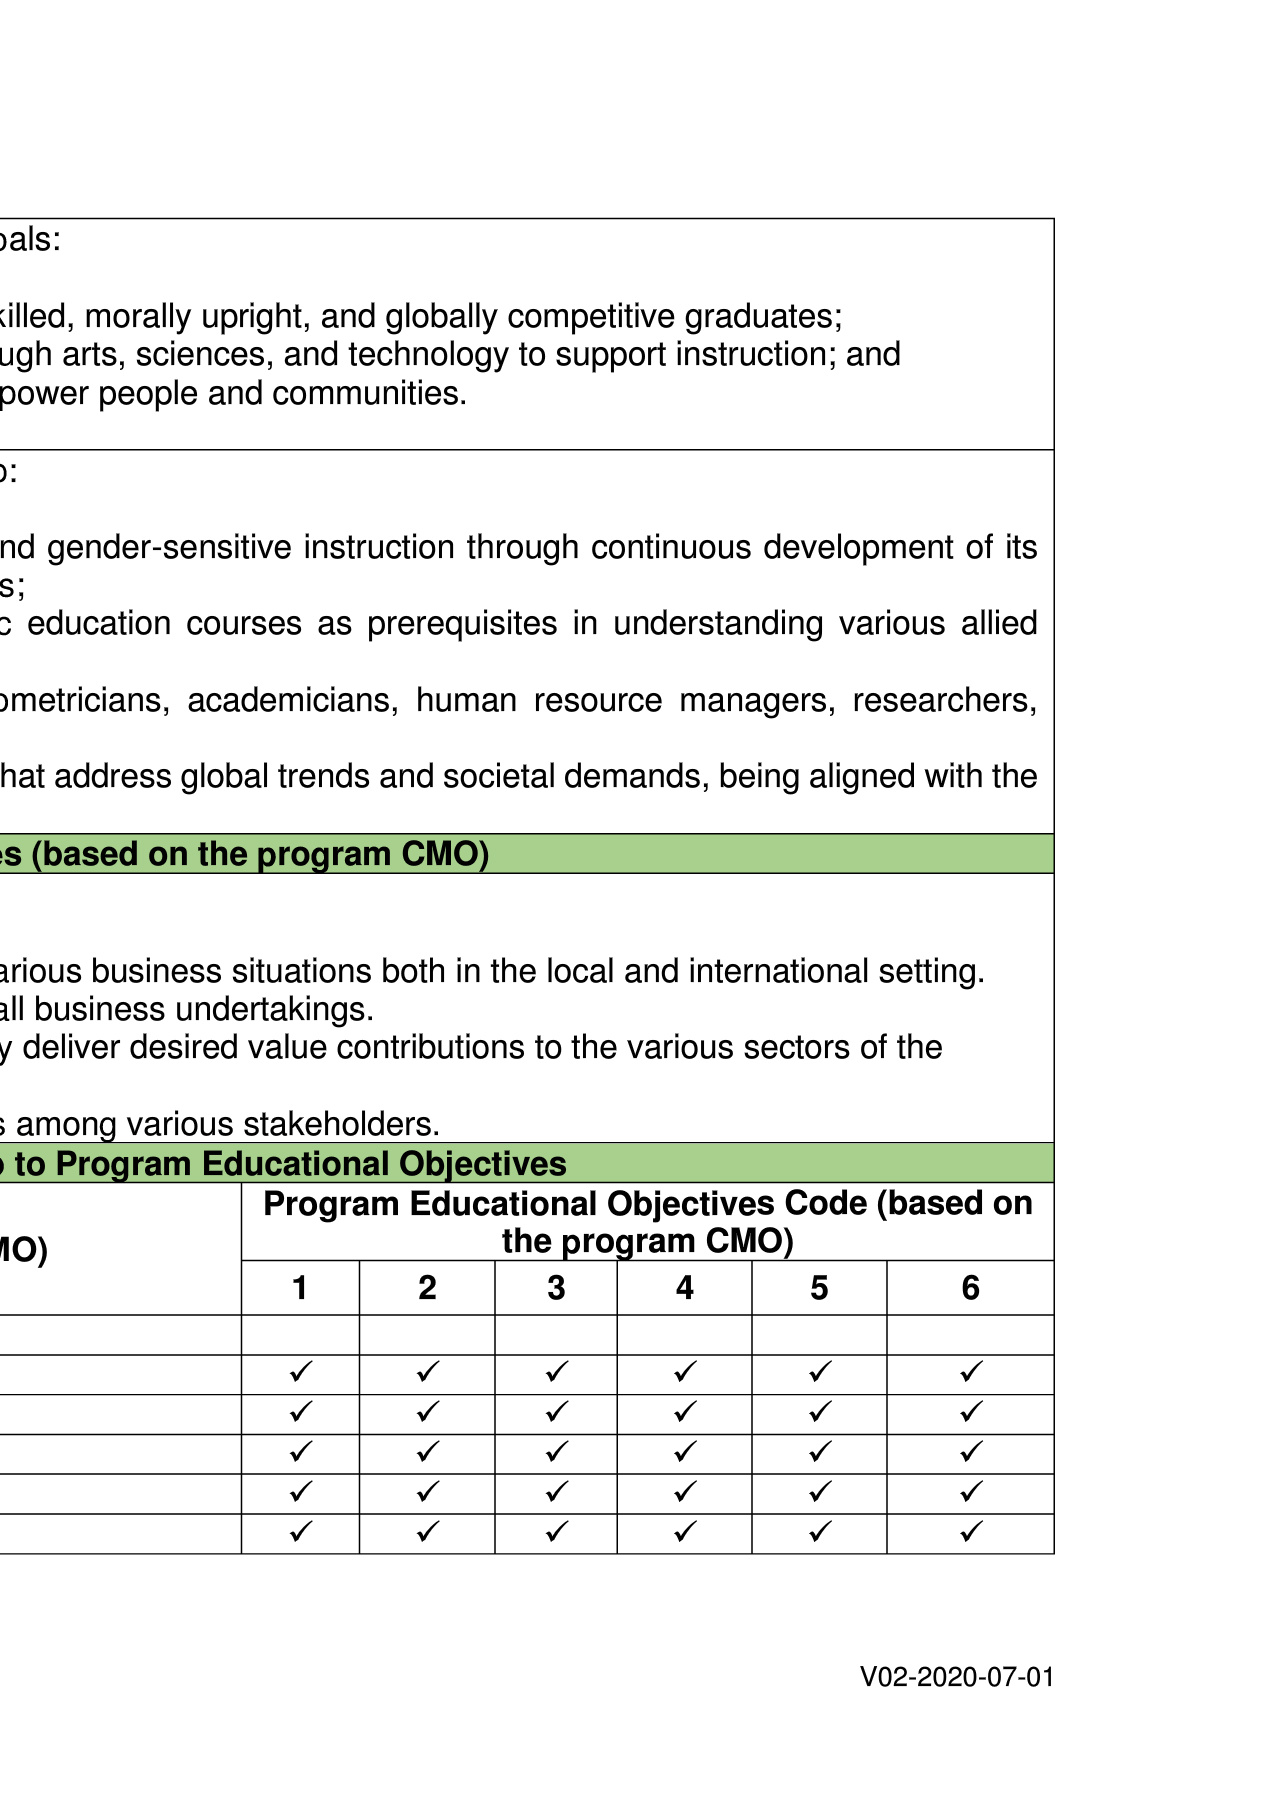 oals:
killed, morally upright, and globally competitive graduates;
ugh arts, sciences, and technology to support instruction; and
power people and communities.
o:
nd gender-sensitive instruction through continuous development of its
s;
c education courses as prerequisites in understanding various allied
ometricians, academicians, human resource managers, researchers,
hat address global trends and societal demands, being aligned with the
es (based on the program CMO)
arious business situations both in the local and international setting.
all business undertakings.
y deliver desired value contributions to the various sectors of the
s among various stakeholders.
o to Program Educational Objectives
Program Educational Objectives Code (based on
the program CMO)
MO)
1 2 3 4 5 6
✓ ✓ ✓ ✓ ✓ ✓
✓ ✓ ✓ ✓ ✓ ✓
✓ ✓ ✓ ✓ ✓ ✓
✓ ✓ ✓ ✓ ✓ ✓
✓ ✓ ✓ ✓ ✓ ✓
V02-2020-07-01